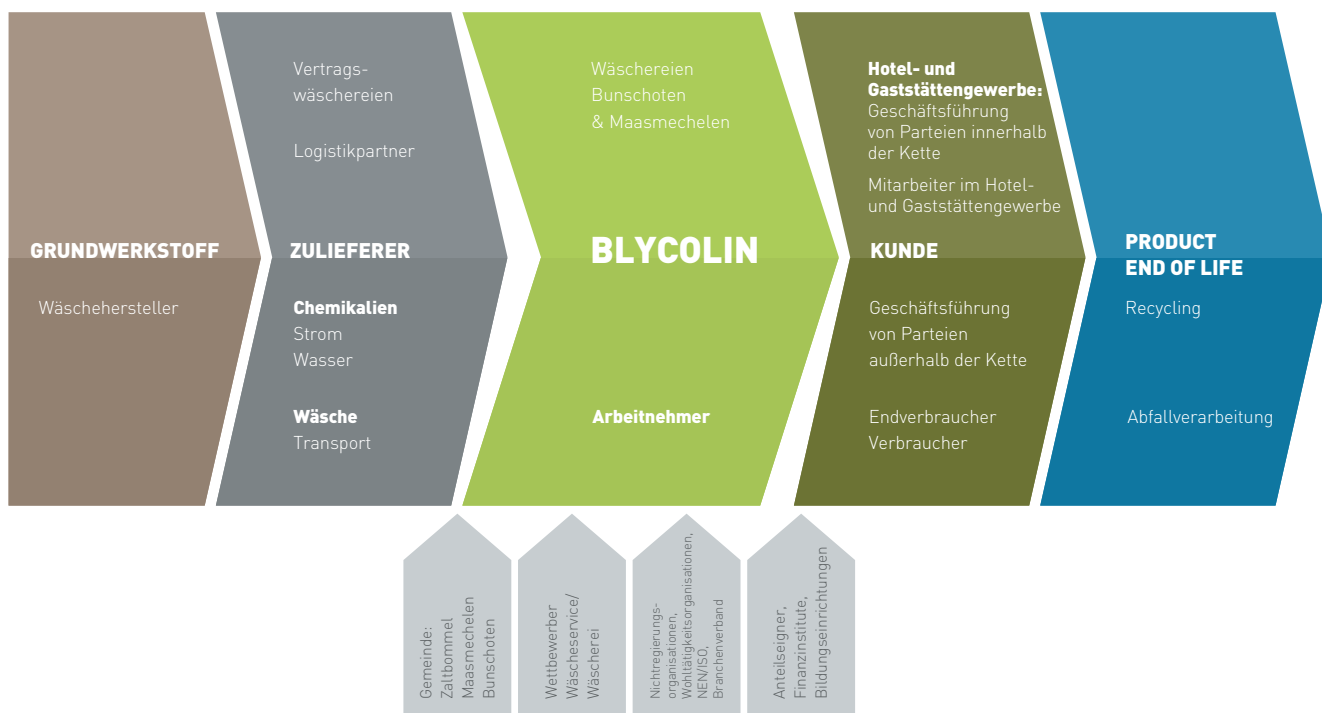 GRUNDWERKSTOFF
Wäschehersteller
Vertrags-
wäschereien
Logistikpartner
ZULIEFERER
Chemikalien
Strom
Wasser
Wäsche
Transport
Wäschereien
Bunschoten
& Maasmechelen
BLYCOLIN
Arbeitnehmer
Hotel- und
Gaststättengewerbe:
Geschäftsführung
von Parteien innerhalb
der Kette
Mitarbeiter im Hotel-
und Gaststättengewerbe
KUNDE
Geschäftsführung
von Parteien
außerhalb der Kette
Endverbraucher
Verbraucher
PRODUCT
END OF LIFE
Recycling
Abfallverarbeitung
Gemeinde:
Zaltbommel
Maasmechelen
Bunschoten
Wettbewerber
Wäscheservice/
Wäscherei
Nichtregierungs-
organisationen,
Wohltätigkeitsorganisationen,
NEN/ISO,
Branchenverband
Anteilseigner,
Finanzinstitute,
Bildungseinrichtungen